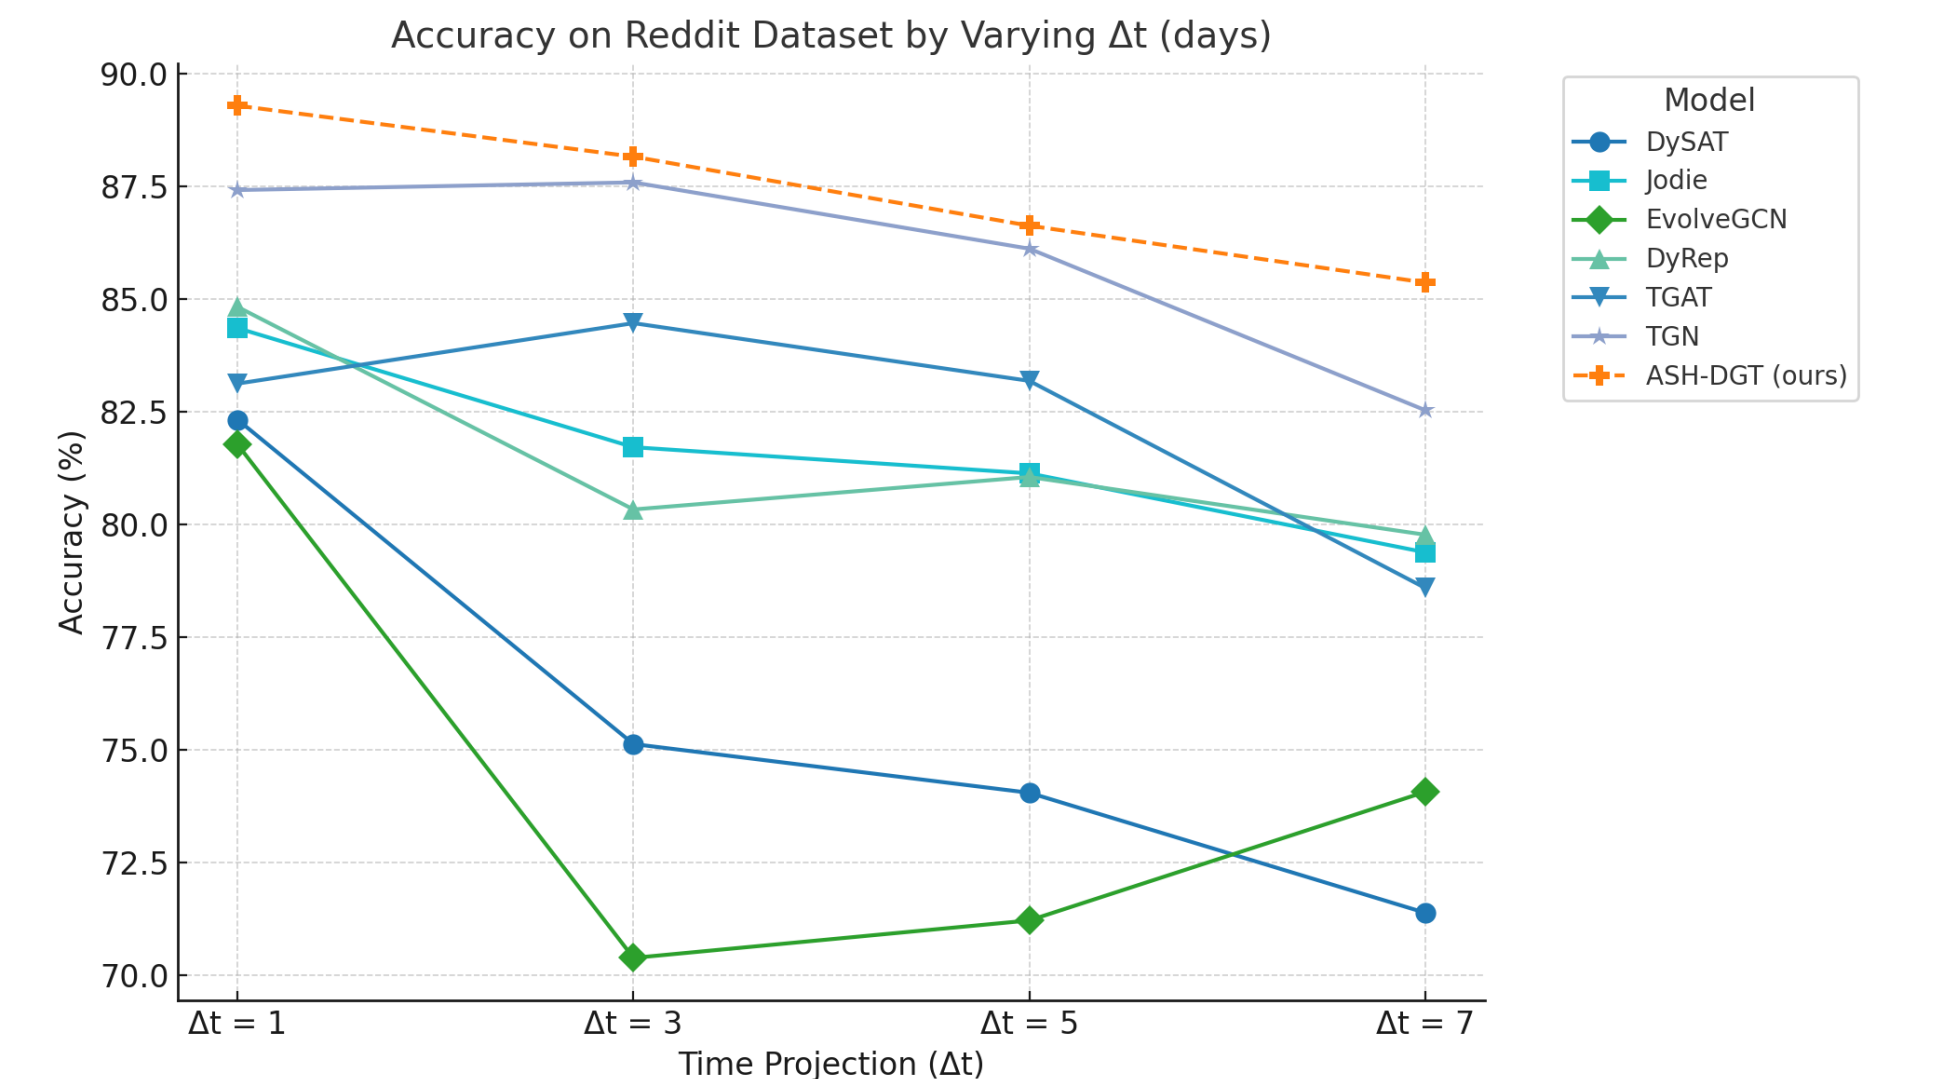 Accuracy on Reddit Dataset by Varying Δt (days)
90.0
87.5
85.0
82.5
80.0
77.5
75.0
72.5
70.0
Accuracy (%)
Δt = 1
Δt = 3
Δt = 5
Δt = 7
Time Projection (Δt)
Model
DySAT
Jodie
EvolveGCN
DyRep
TGAT
TGN
ASH-DGT (ours)